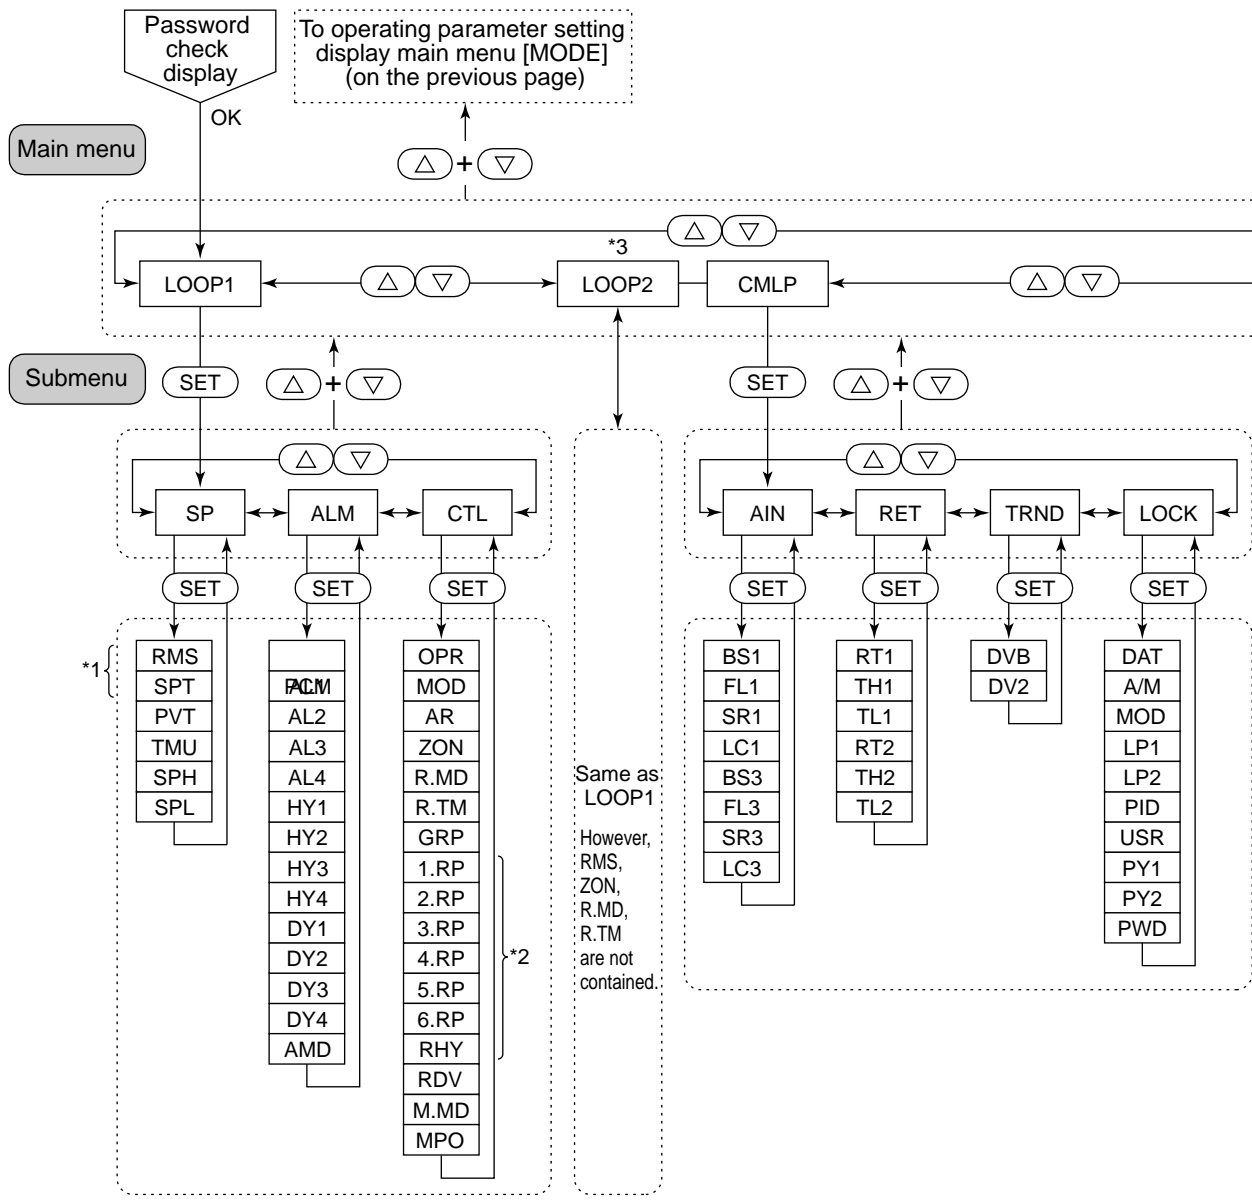 Password
check
display
To operating parameter setting
display main menu [MODE]
(on the previous page)
OK
Main menu
+
*3
LOOP1
LOOP2
CMLP
Submenu
SET
+
SET
+
SP
ALM
CTL
AIN
RET
TRND
LOCK
SET
SET
SET
SET
SET
SET
SET
*1
RMS
SPT
PVT
TMU
SPH
SPL
AL1
AL2
AL3
AL4
HY1
HY2
HY3
HY4
DY1
DY2
DY3
DY4
AMD
OPR
MOD
AR
ZON
R.MD
R.TM
GRP
1.RP
2.RP
3.RP
4.RP
5.RP
6.RP
RHY
RDV
M.MD
MPO
*2
Same as
LOOP1
However,
RMS,
ZON,
R.MD,
R.TM
are not
contained.
BS1
FL1
SR1
LC1
BS3
FL3
SR3
LC3
RT1
TH1
TL1
RT2
TH2
TL2
DVB
DV2
DAT
A/M
MOD
LP1
LP2
PID
USR
PY1
PY2
PWD